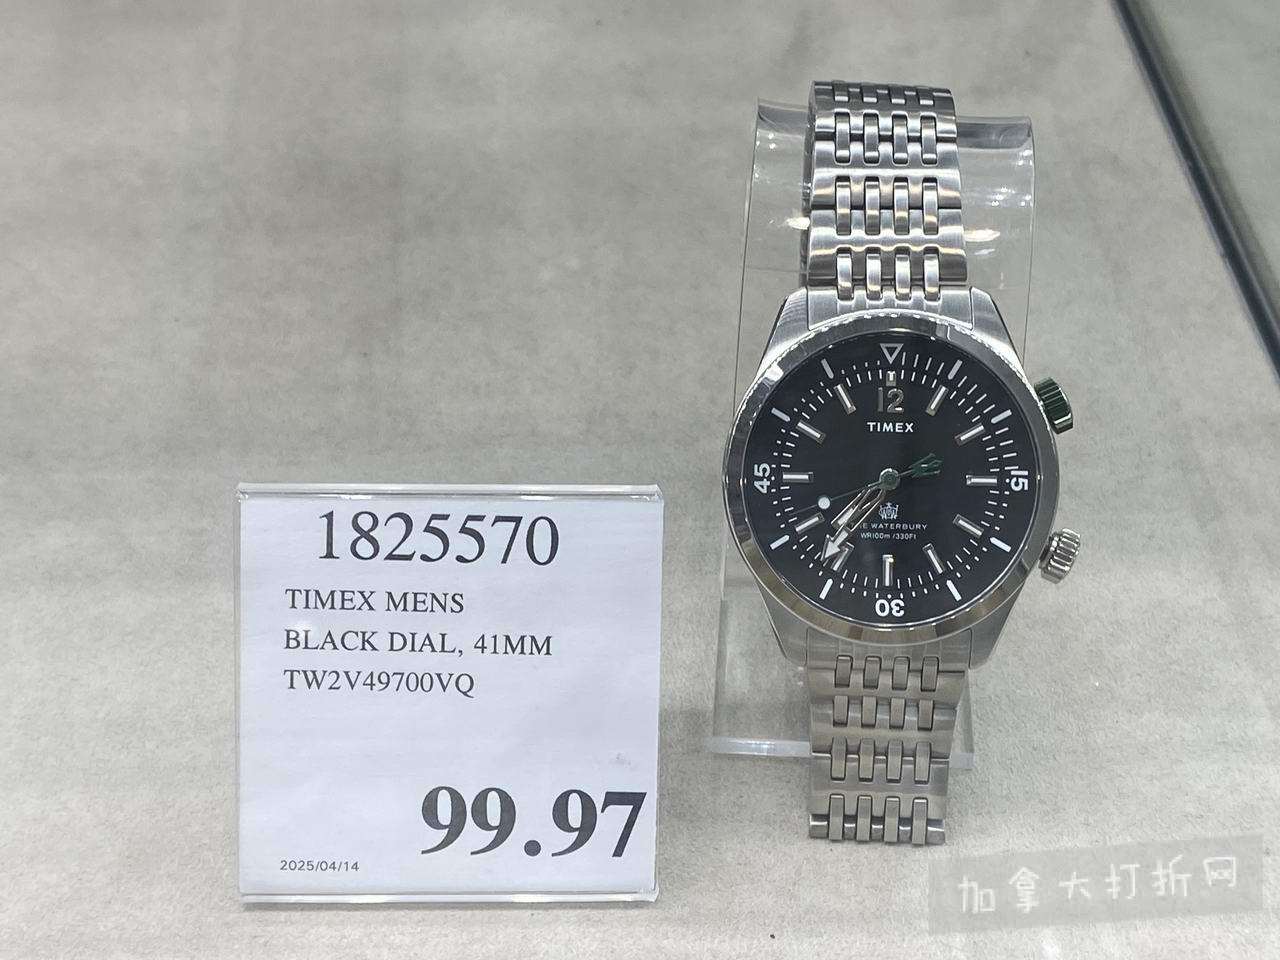 1825570
TIMEX MENS
BLACK DIAL, 41MM
TW2V49700VQ
99.97
2025/04/14
12
TIMEX
45
15
THE WATERBURY
WR100m/330Ft
30
加拿大打折网